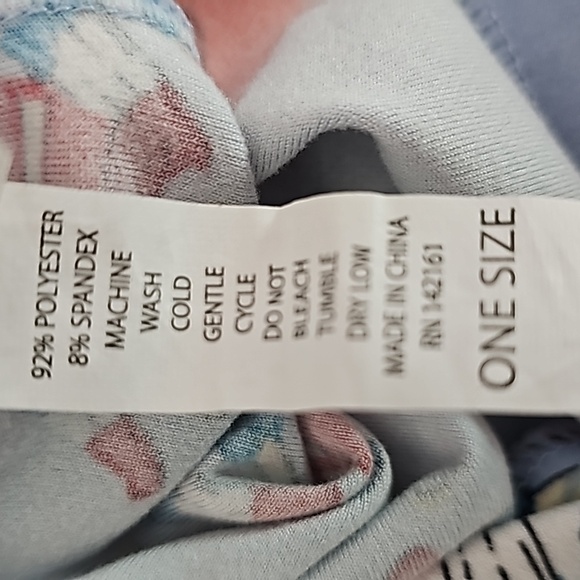 92% POLYESTER
8% SPANDEX
MACHINE
WASH
COLD
GENTLE
CYCLE
DO NOT
BLEACH
TUMBLE
DRY LOW
MADE IN CHINA
RN 142161
ONE SIZE